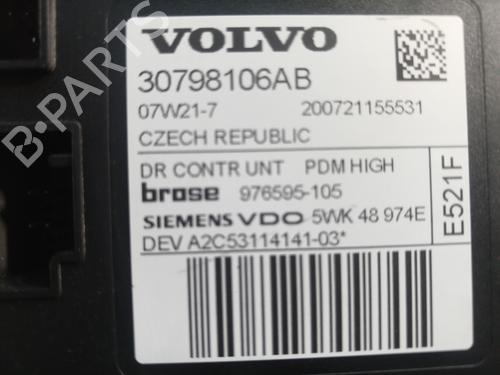 VOLVO
30798106AB
07W21-7 200721155531
CZECH REPUBLIC
DR CONTR UNT PDM HIGH
brose 976595-105
SIEMENS VDO 5WK 48 974E
DEV A2C53114141-03*
E521F
B-PARTS